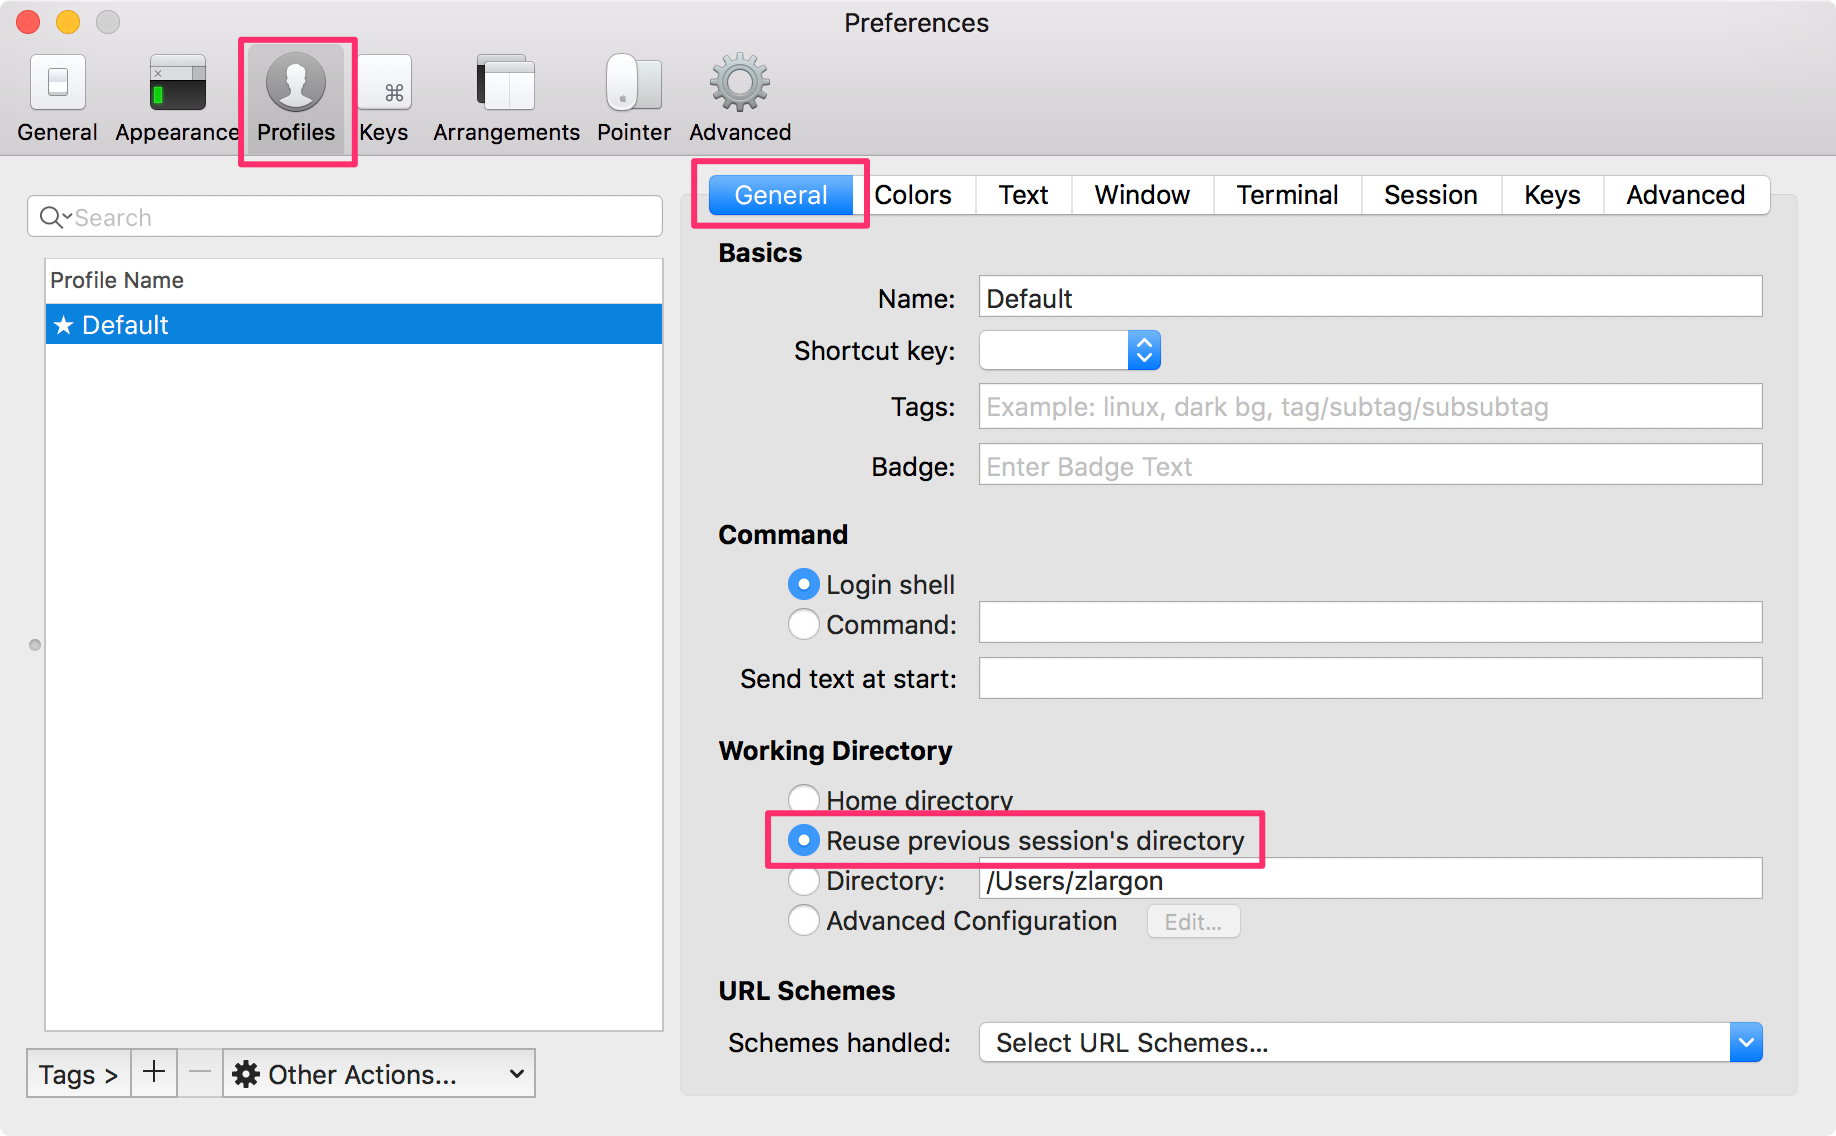 Preferences
General Appearance Profiles Keys Arrangements Pointer Advanced
Search
Profile Name
★ Default
Tags > + — Other Actions...
General Colors Text Window Terminal Session Keys Advanced
Basics
Name: Default
Shortcut key:
Tags: Example: linux, dark bg, tag/subtag/subsubtag
Badge: Enter Badge Text
Command
Login shell
Command:
Send text at start:
Working Directory
Home directory
Reuse previous session's directory
Directory: /Users/zlargon
Advanced Configuration Edit...
URL Schemes
Schemes handled: Select URL Schemes...